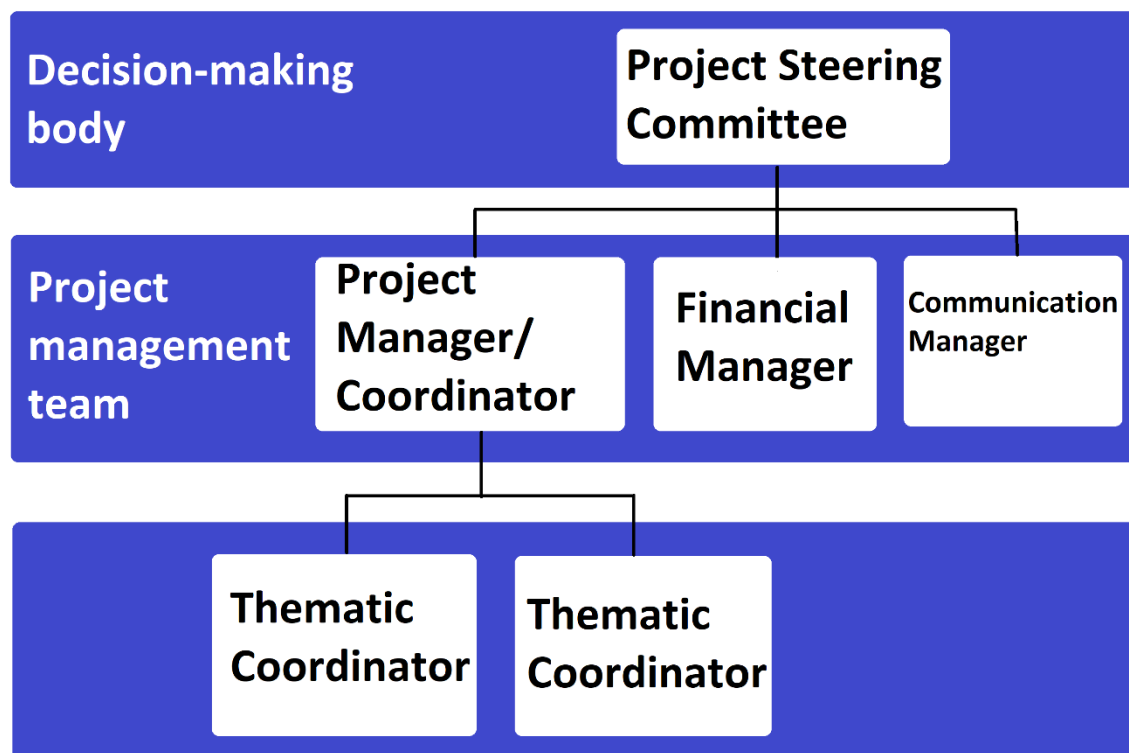 Decision-making
body
Project Steering
Committee
Project
management
team
Project
Manager/
Coordinator
Financial
Manager
Communication
Manager
Thematic
Coordinator
Thematic
Coordinator